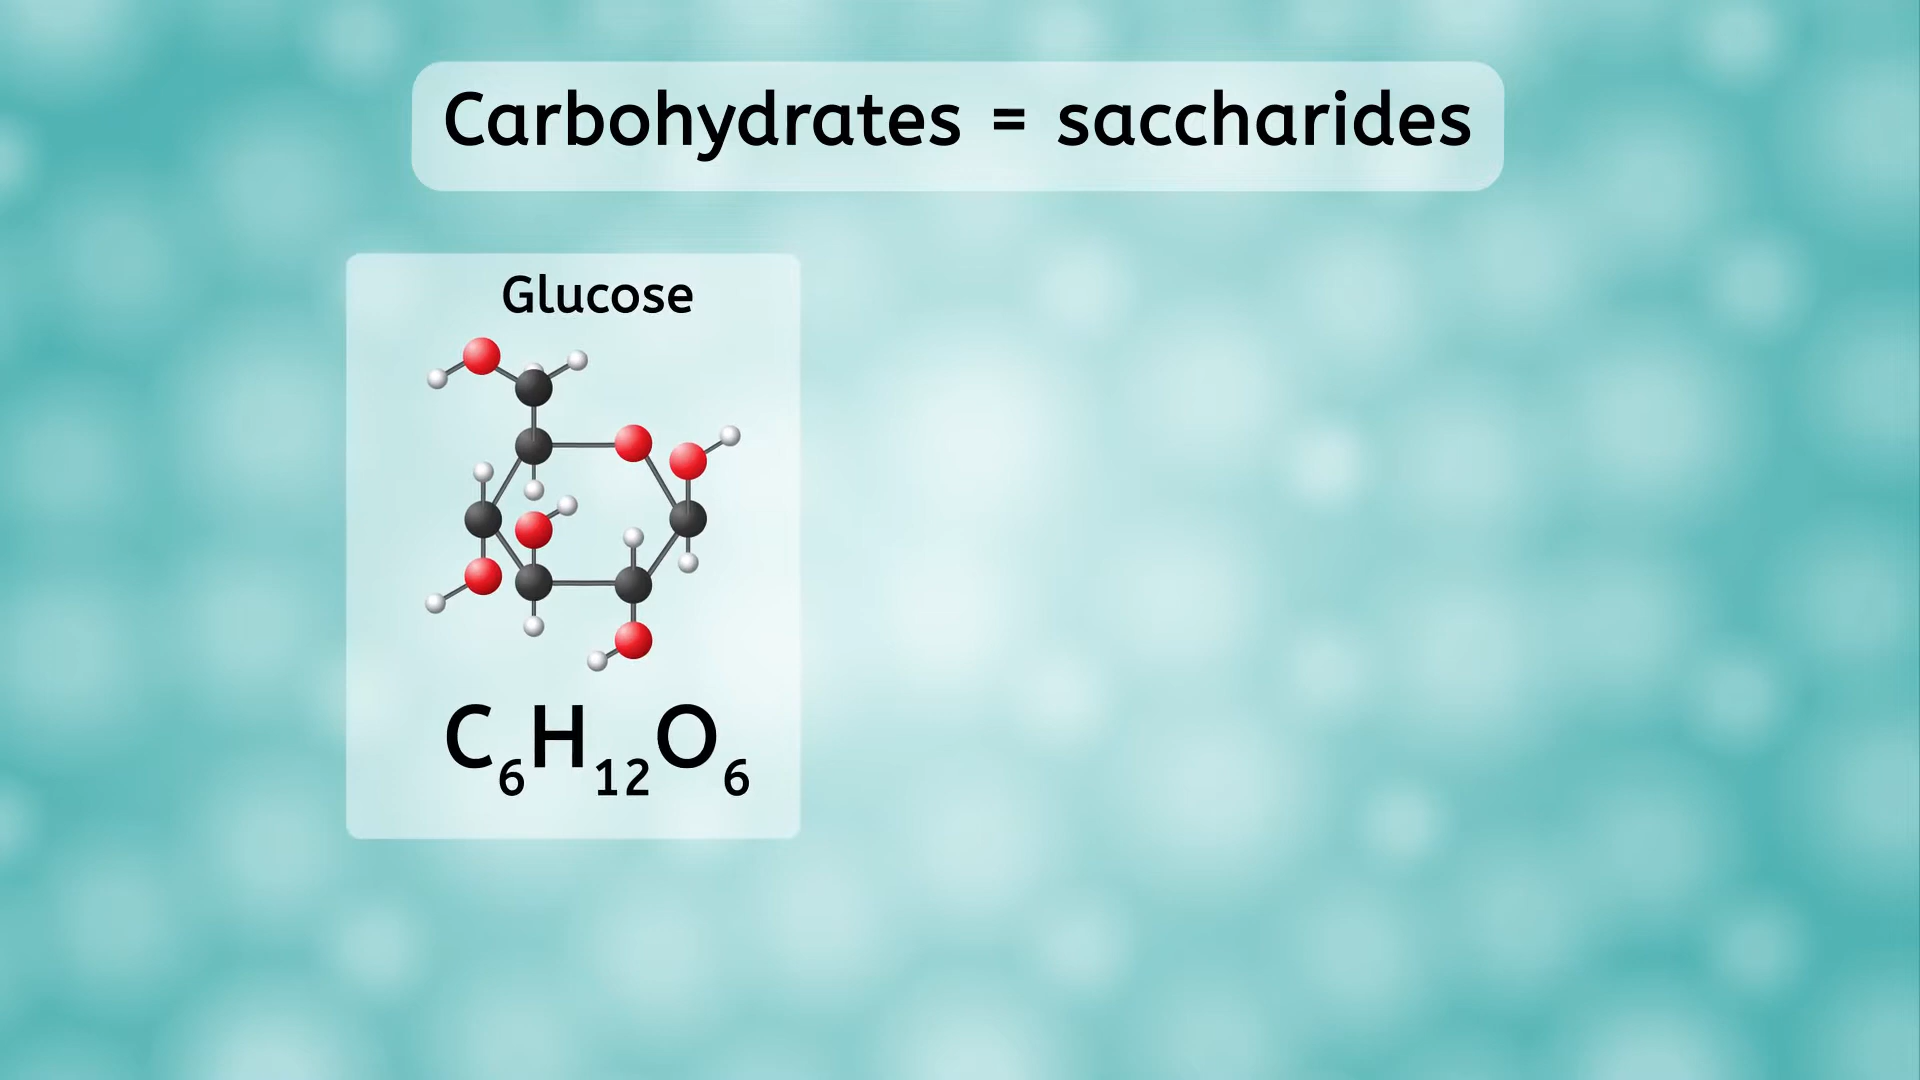 Carbohydrates = saccharides
Glucose
C₆H₁₂O₆